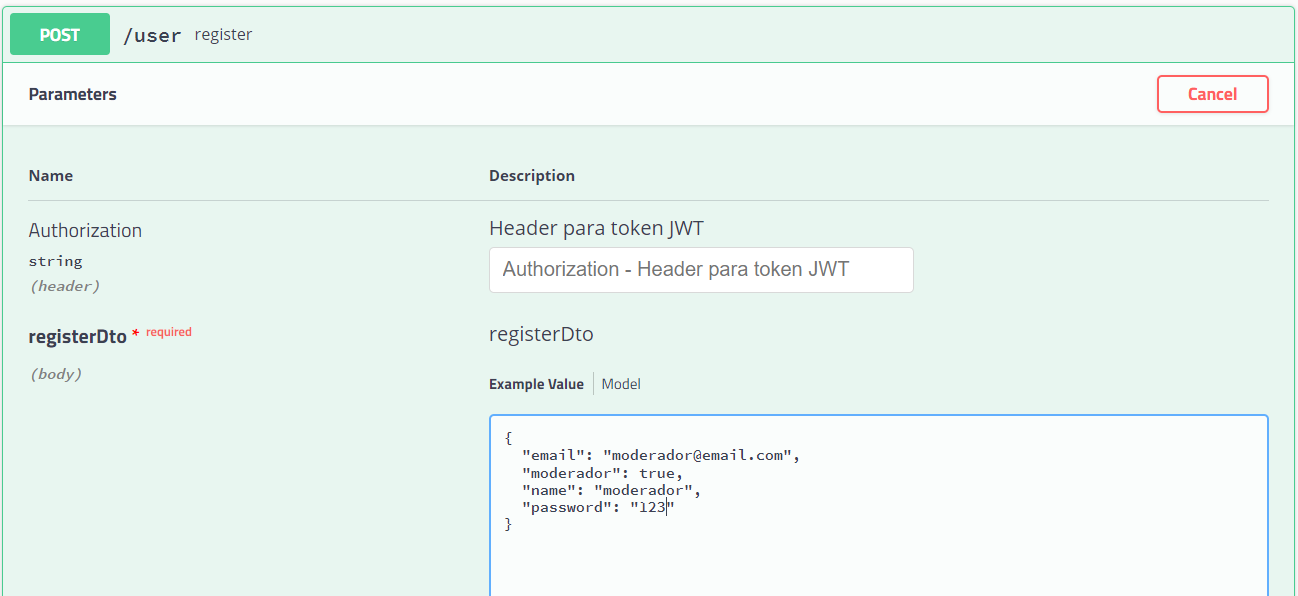 POST /user register
Parameters Cancel
Name Description
Authorization Header para token JWT
string Authorization - Header para token JWT
(header)
registerDto * required registerDto
(body) Example Value Model
{
"email": "moderador@email.com",
"moderador": true,
"name": "moderador",
"password": "123"
}